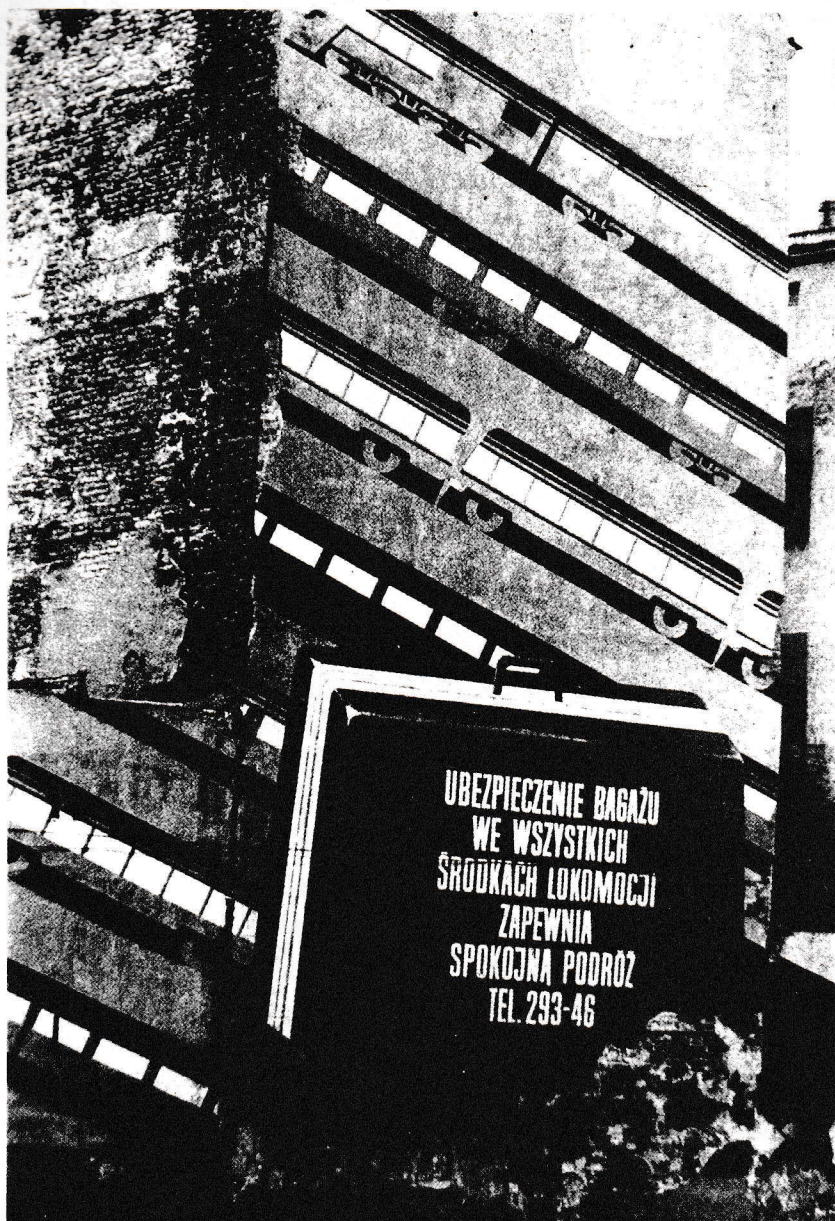 UBEZPIECZENIE BAGAŻU
WE WSZYSTKICH
ŚRODKACH LOKOMOCJI
ZAPEWNIA
SPOKOJNĄ PODRÓŻ
TEL. 293-46